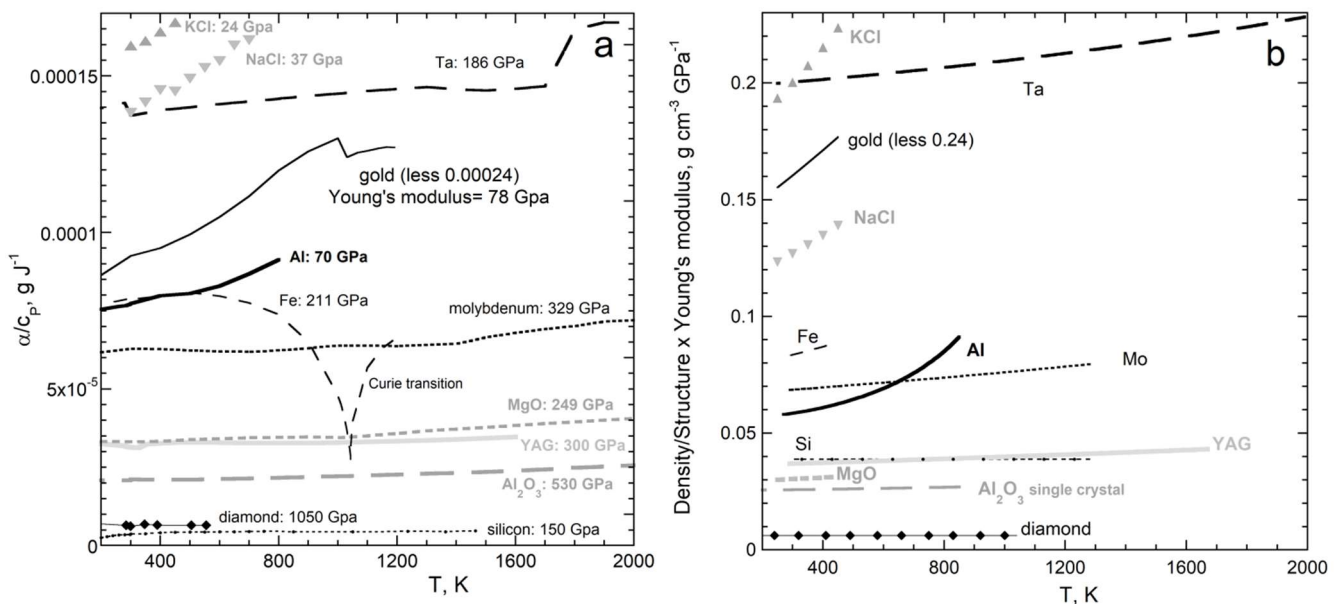 a
KCl: 24 Gpa
NaCl: 37 Gpa
Ta: 186 GPa
gold (less 0.00024)
Young's modulus= 78 Gpa
Al: 70 GPa
Fe: 211 GPa
molybdenum: 329 GPa
Curie transition
MgO: 249 GPa
YAG: 300 GPa
Al₂O₃: 530 GPa
diamond: 1050 Gpa
silicon: 150 Gpa
α/cₚ, g J⁻¹
0.00015
0.0001
5x10⁻⁵
0
400 800 1200 1600 2000
T, K
b
KCl
Ta
gold (less 0.24)
NaCl
Fe
Al
Mo
Si
YAG
MgO
Al₂O₃ single crystal
diamond
Density/Structure x Young's modulus, g cm⁻³ GPa⁻¹
0.2
0.15
0.1
0.05
0
400 800 1200 1600 2000
T, K